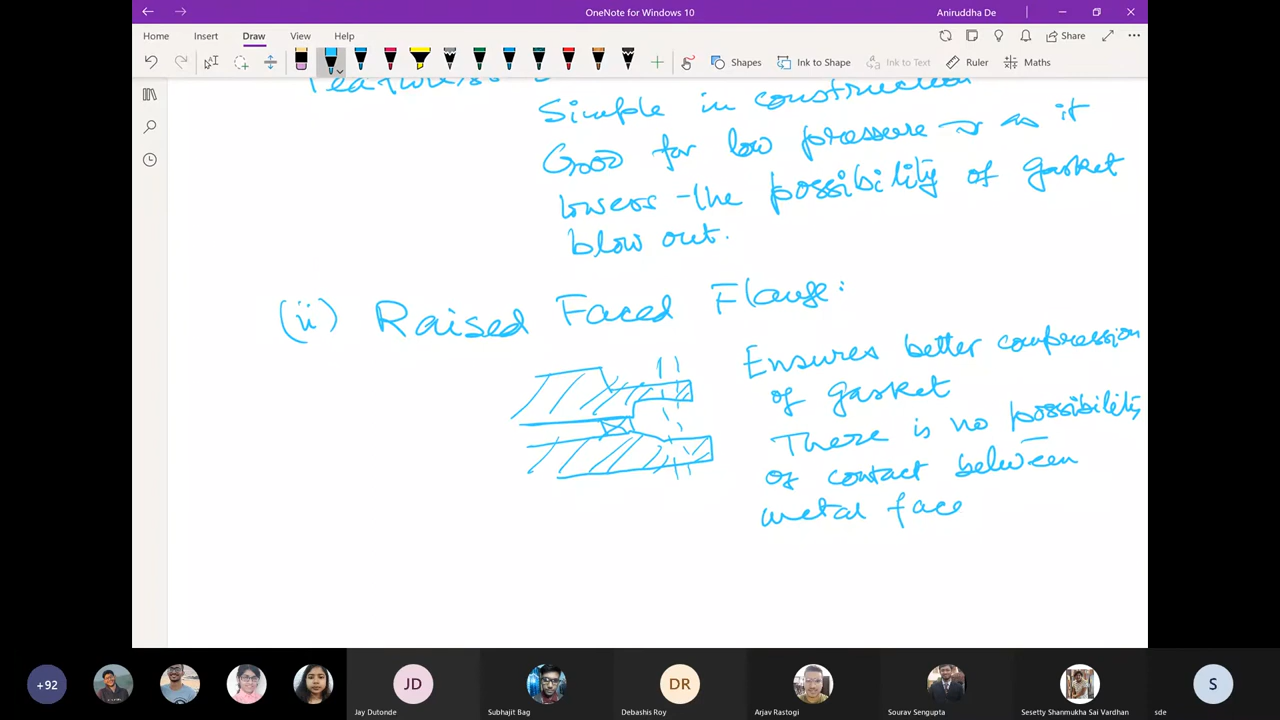 OneNote for Windows 10
Aniruddha De
Home Insert Draw View Help
Share
Shapes
Ink to Shape
Ink to Text
Ruler
Maths
Features
Simple in construction
Good for low pressure as it
lowers the possibility of gasket
blow out.
(ii) Raised Faced Flange:
Ensures better compression
of gasket
There is no possibility
of contact between
metal face
+92
JD
DR
S
Jay Dutonde
Subhajit Bag
Debashis Roy
Arjav Rastogi
Sourav Sengupta
Sesetty Shanmukha Sai Vardhan
sde